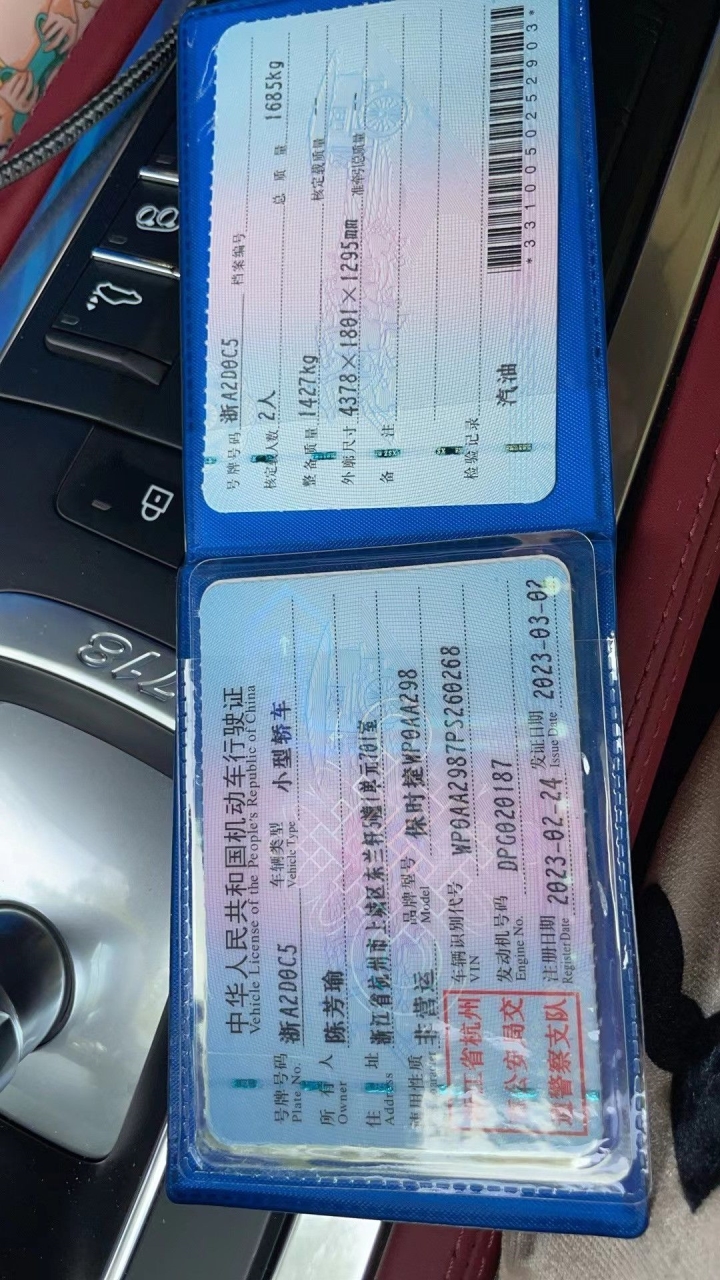 中华人民共和国机动车行驶证
Vehicle License of the People's Republic of China
号牌号码 浙A2D0C5 车辆类型 小型轿车
Plate No. Vehicle Type
所有人 陈芳瑜
Owner
住址 浙江省杭州市上城区东兰轩5幢1单元701室
Address
使用性质 非营运 品牌型号 保时捷WP0AA298
Model
车辆识别代号 WP0AA2987PS260268
VIN
发动机号码 DPG020187
Engine No.
注册日期 2023-02-24 发证日期 2023-03-02
Register Date Issue Date
浙江省杭州
市公安局交
通警察支队
号牌号码 浙A2D0C5 档案编号
核定载人数 2人 总质量 1685kg
整备质量 1427kg 核定载质量
外廓尺寸 4378×1801×1295mm 准牵引总质量
备注
检验记录
汽油
*3310050252903*
718